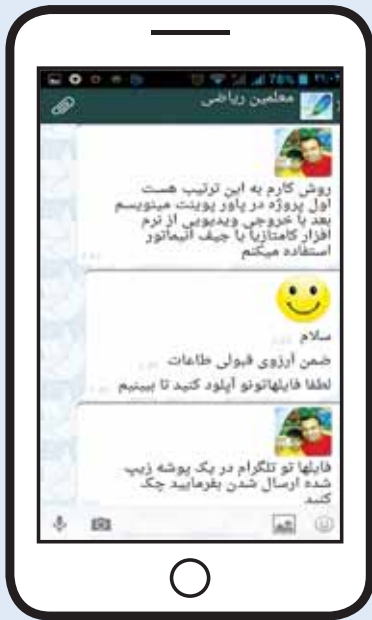 78%
معلمین ریاضی
روش کارم به این ترتیب هست
اول پروژه در پاور پوینت مینویسم
بعد با خروجی ویدیویی از نرم
افزار کامتازیا یا جیف انیماتور
استفاده میکنم
سلام
ضمن آرزوی قبولی طاعات
لطفا فایلهاتونو آپلود کنید تا ببینیم
فایلها تو تلگرام در یک پوشه زیپ
شده ارسال شدن بفرمایید چک
کنید